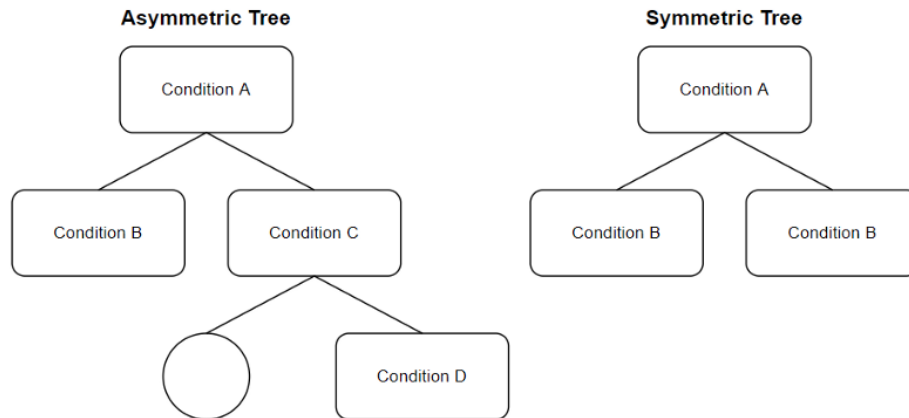 Asymmetric Tree
Symmetric Tree
Condition A
Condition A
Condition B
Condition C
Condition B
Condition B
Condition D